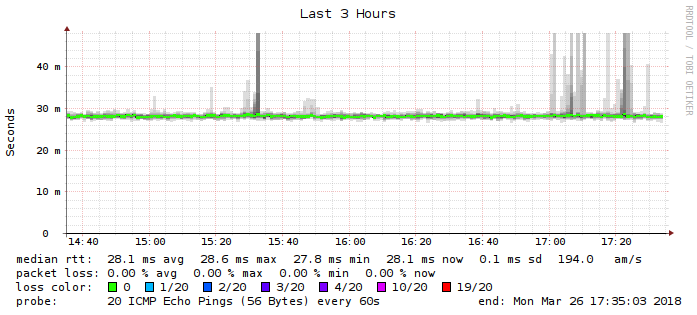 Last 3 Hours
RRDTOOL / TOBI OETIKER
Seconds
40 m
30 m
20 m
10 m
0
14:40 15:00 15:20 15:40 16:00 16:20 16:40 17:00 17:20
median rtt: 28.1 ms avg 28.6 ms max 27.8 ms min 28.1 ms now 0.1 ms sd 194.0 am/s
packet loss: 0.00 % avg 0.00 % max 0.00 % min 0.00 % now
loss color: 0 1/20 2/20 3/20 4/20 10/20 19/20
probe: 20 ICMP Echo Pings (56 Bytes) every 60s end: Mon Mar 26 17:35:03 2018